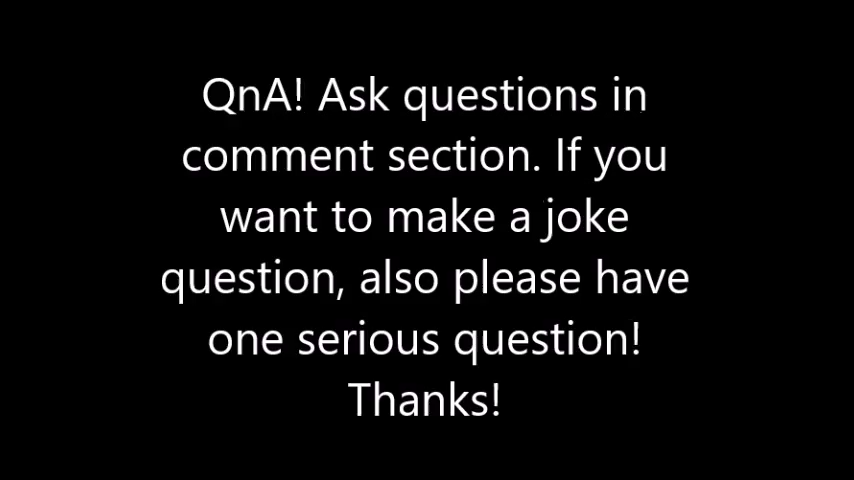 QnA! Ask questions in
comment section. If you
want to make a joke
question, also please have
one serious question!
Thanks!